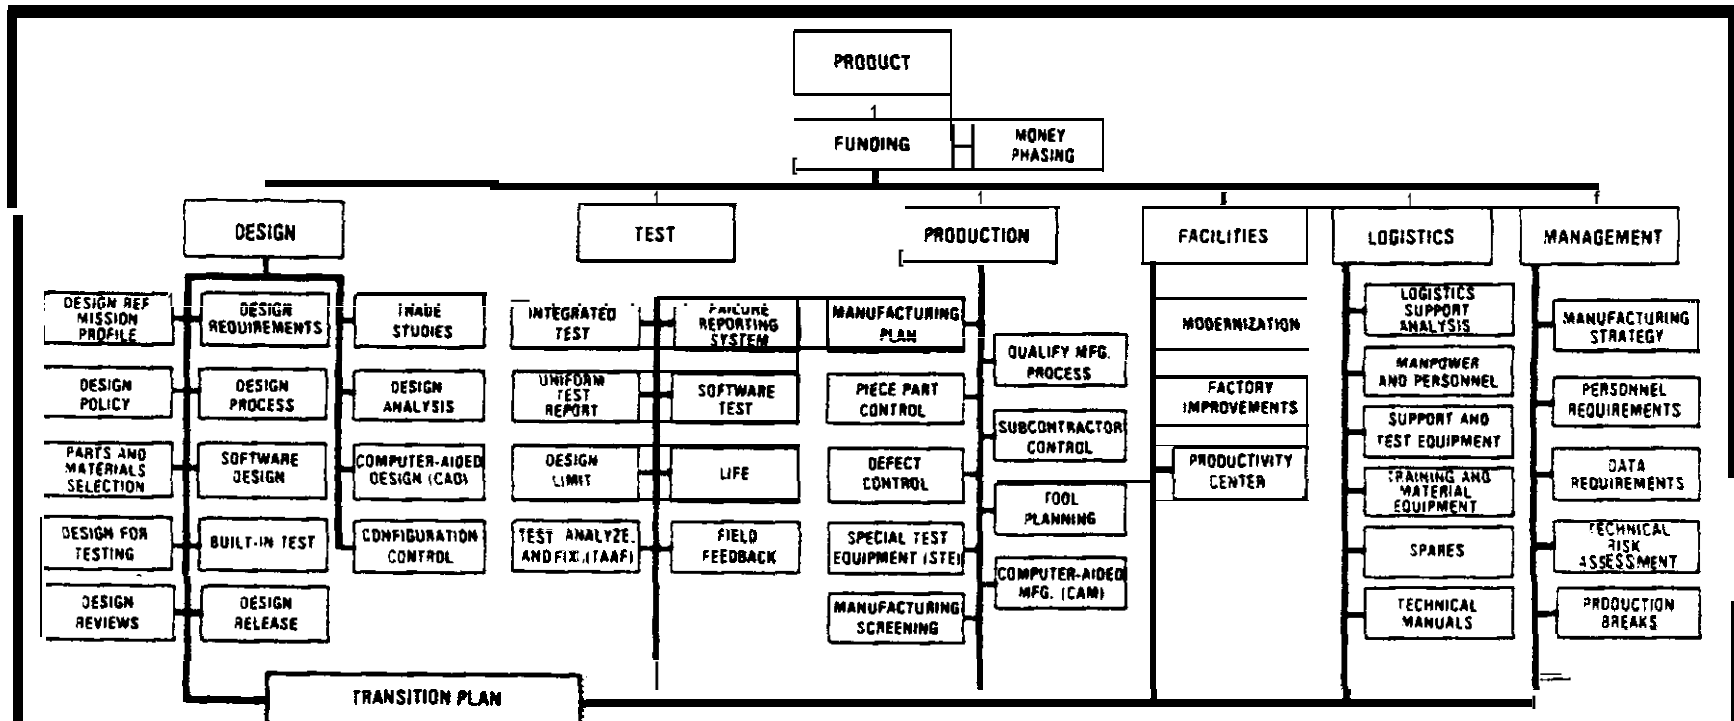 PRODUCT
FUNDING
MONEY
PHASING
DESIGN
TEST
PRODUCTION
FACILITIES
LOGISTICS
MANAGEMENT
DESIGN REF
MISSION
PROFILE
DESIGN
REQUIREMENTS
TRADE
STUDIES
DESIGN
POLICY
DESIGN
PROCESS
DESIGN
ANALYSIS
PARTS AND
MATERIALS
SELECTION
SOFTWARE
DESIGN
COMPUTER-AIDED
DESIGN (CAD)
DESIGN FOR
TESTING
BUILT-IN TEST
CONFIGURATION
CONTROL
DESIGN
REVIEWS
DESIGN
RELEASE
INTEGRATED
TEST
FAILURE
REPORTING
SYSTEM
UNIFORM
TEST
REPORT
SOFTWARE
TEST
DESIGN
LIMIT
LIFE
TEST ANALYZE,
AND FIX (TAAF)
FIELD
FEEDBACK
MANUFACTURING
PLAN
QUALIFY MFG.
PROCESS
PIECE PART
CONTROL
SUBCONTRACTOR
CONTROL
DEFECT
CONTROL
TOOL
PLANNING
SPECIAL TEST
EQUIPMENT (STE)
COMPUTER-AIDED
MFG. (CAM)
MANUFACTURING
SCREENING
MODERNIZATION
FACTORY
IMPROVEMENTS
PRODUCTIVITY
CENTER
LOGISTICS
SUPPORT
ANALYSIS
MANPOWER
AND PERSONNEL
SUPPORT AND
TEST EQUIPMENT
TRAINING AND
MATERIAL
EQUIPMENT
SPARES
TECHNICAL
MANUALS
MANUFACTURING
STRATEGY
PERSONNEL
REQUIREMENTS
DATA
REQUIREMENTS
TECHNICAL
RISK
ASSESSMENT
PRODUCTION
BREAKS
TRANSITION PLAN